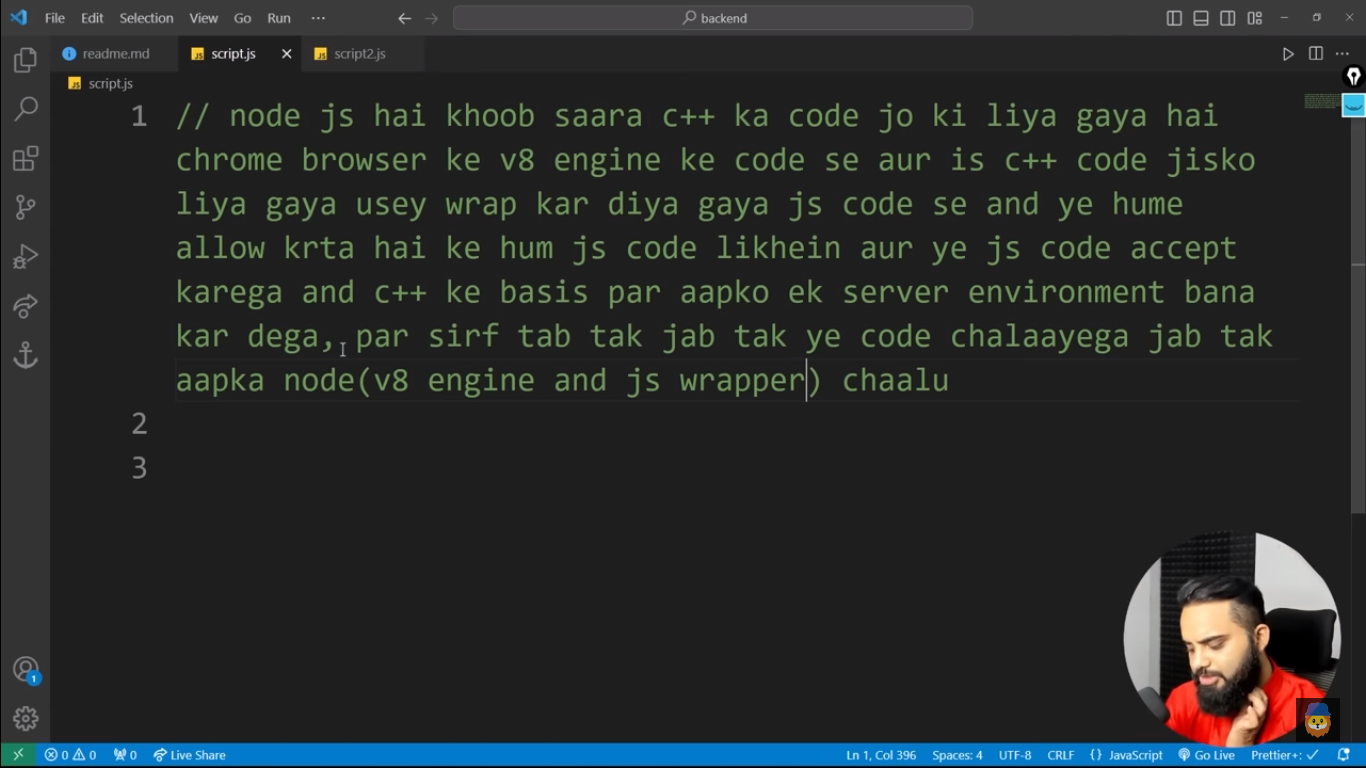 File Edit Selection View Go Run ··· backend
readme.md script.js script2.js
script.js
1 // node js hai khoob saara c++ ka code jo ki liya gaya hai
chrome browser ke v8 engine ke code se aur is c++ code jisko
liya gaya usey wrap kar diya gaya js code se and ye hume
allow krta hai ke hum js code likhein aur ye js code accept
karega and c++ ke basis par aapko ek server environment bana
kar dega, par sirf tab tak jab tak ye code chalaayega jab tak
aapka node(v8 engine and js wrapper) chaalu
2
3
1
0 0 0 Live Share Ln 1, Col 396 Spaces: 4 UTF-8 CRLF {} JavaScript Go Live Prettier+: ✓